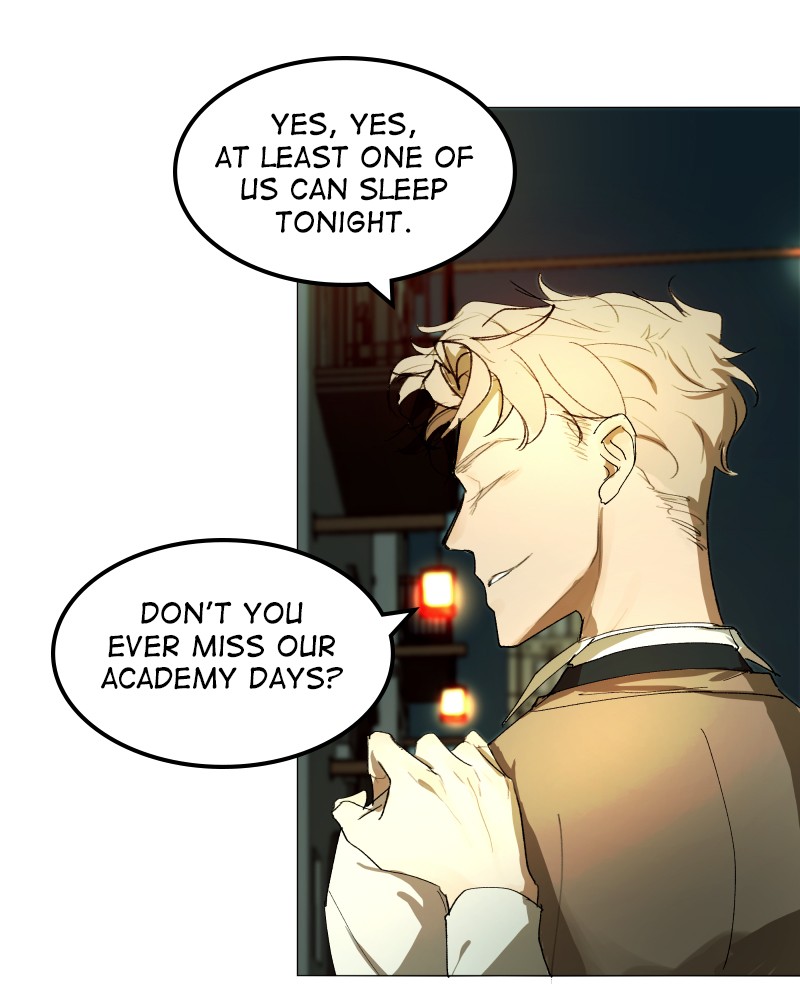 YES, YES,
AT LEAST ONE OF
US CAN SLEEP
TONIGHT.
DON'T YOU
EVER MISS OUR
ACADEMY DAYS?